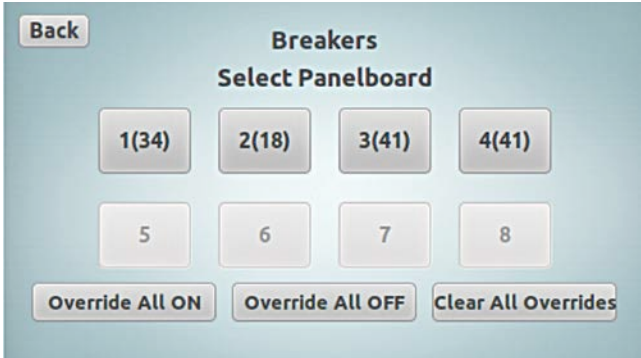 Back
Breakers
Select Panelboard
1(34) 2(18) 3(41) 4(41)
5 6 7 8
Override All ON Override All OFF Clear All Overrides